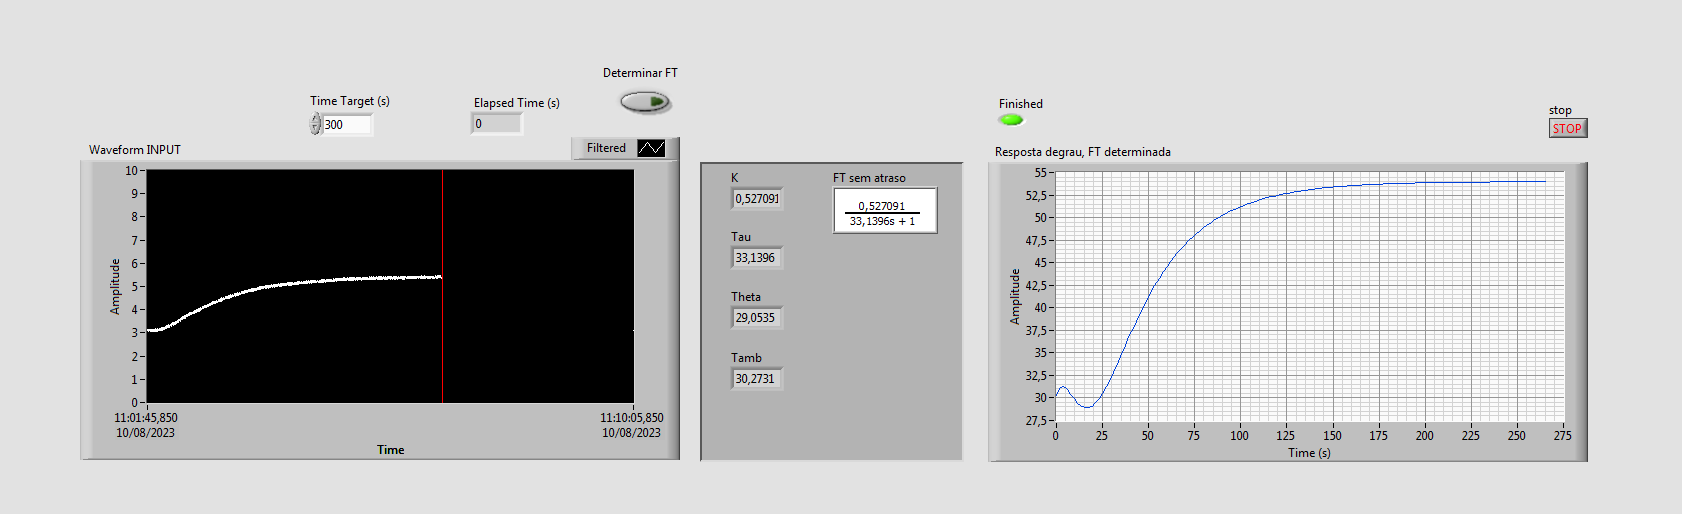 Determinar FT
Time Target (s)
300
Elapsed Time (s)
0
Finished
stop
STOP
Waveform INPUT
Filtered
Amplitude
10
9
8
7
6
5
4
3
2
1
0
11:01:45,850
10/08/2023
11:10:05,850
10/08/2023
Time
K
0,527091
Tau
33,1396
Theta
29,0535
Tamb
30,2731
FT sem atraso
0,527091
33,1396s + 1
Resposta degrau, FT determinada
Amplitude
55
52,5
50
47,5
45
42,5
40
37,5
35
32,5
30
27,5
0
25
50
75
100
125
150
175
200
225
250
275
Time (s)